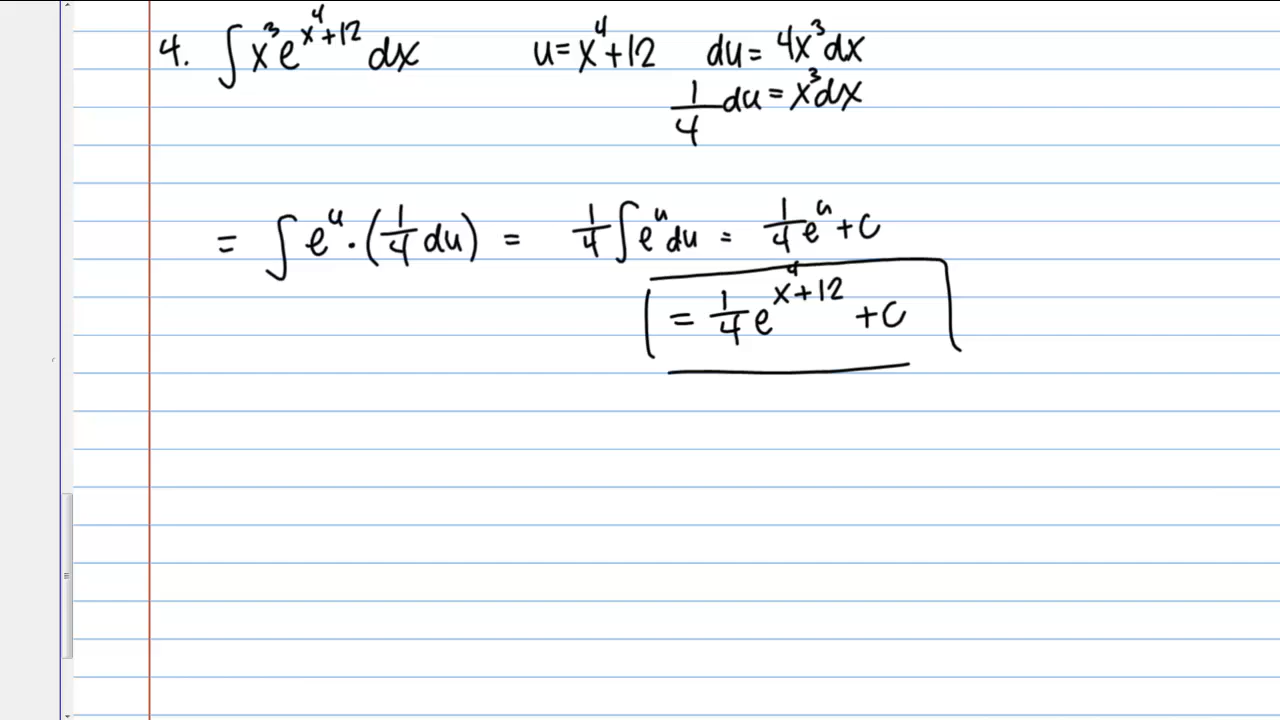 4. ∫ x³ e^(x⁴+12) dx u = x⁴+12 du = 4x³dx
1/4 du = x³dx
= ∫ e^u · (1/4 du) = 1/4 ∫ e^u du = 1/4 e^u + C
= 1/4 e^(x⁴+12) + C